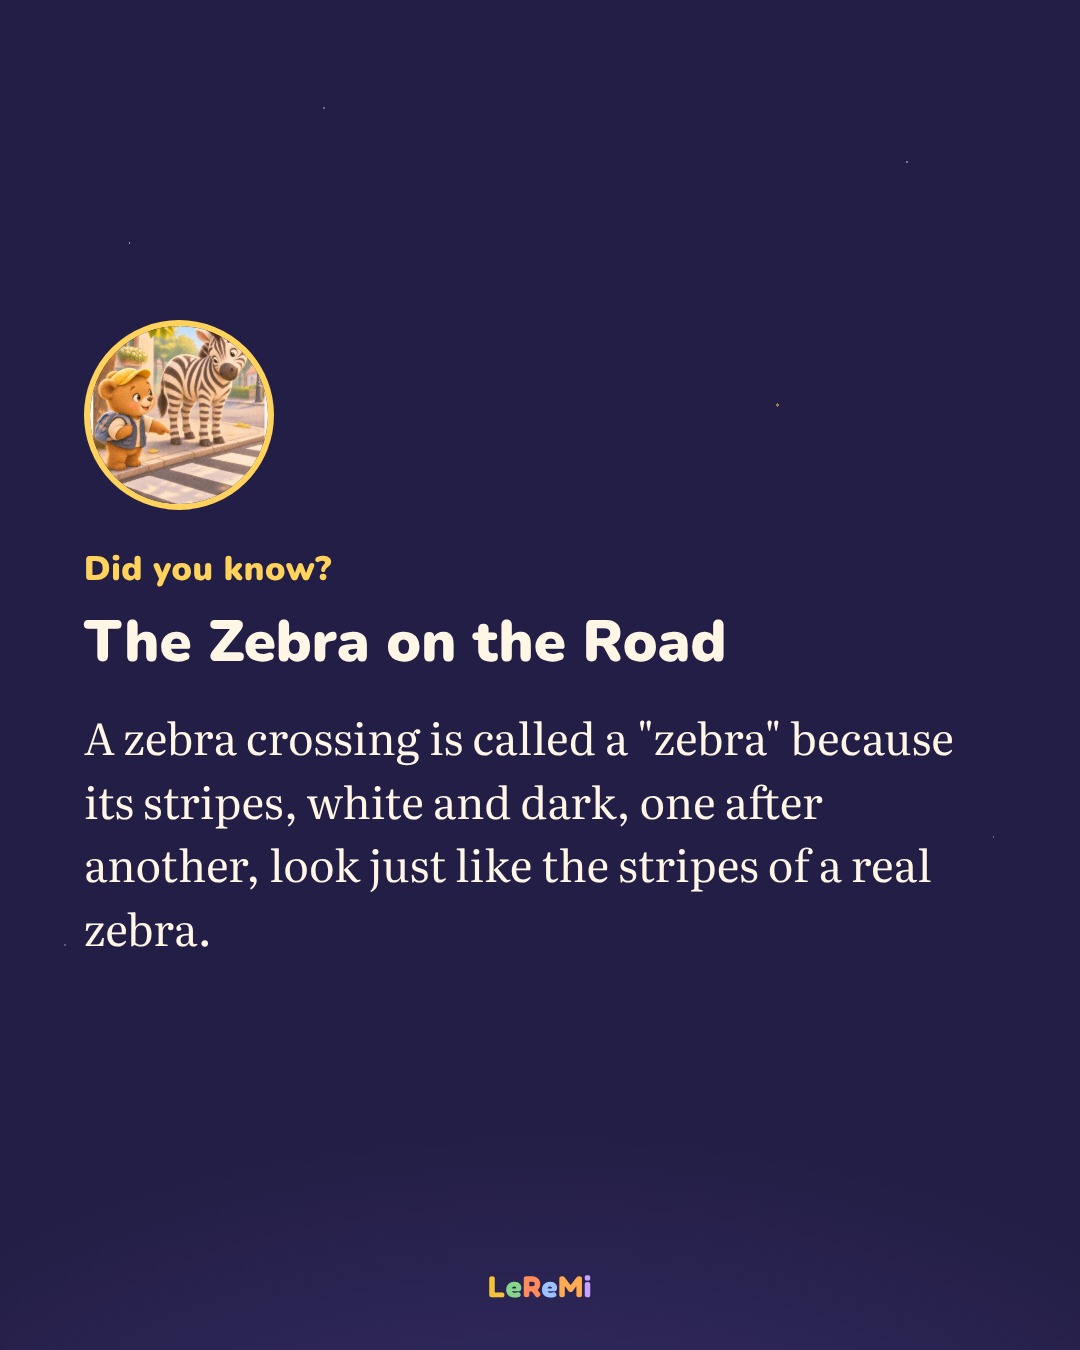 Did you know?
The Zebra on the Road
A zebra crossing is called a "zebra" because
its stripes, white and dark, one after
another, look just like the stripes of a real
zebra.
LeReMi